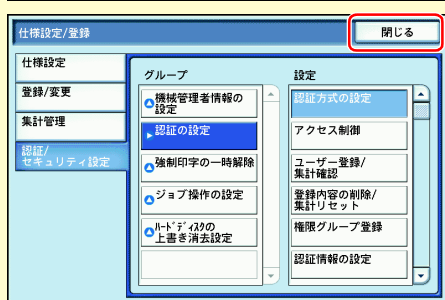 仕様設定/登録
閉じる
仕様設定
登録/変更
集計管理
認証/
セキュリティ設定
グループ
機械管理者情報の
設定
認証の設定
強制印字の一時解除
ジョブ操作の設定
ﾊｰﾄﾞﾃﾞｨｽｸの
上書き消去設定
設定
認証方式の設定
アクセス制御
ユーザー登録/
集計確認
登録内容の削除/
集計リセット
権限グループ登録
認証情報の設定